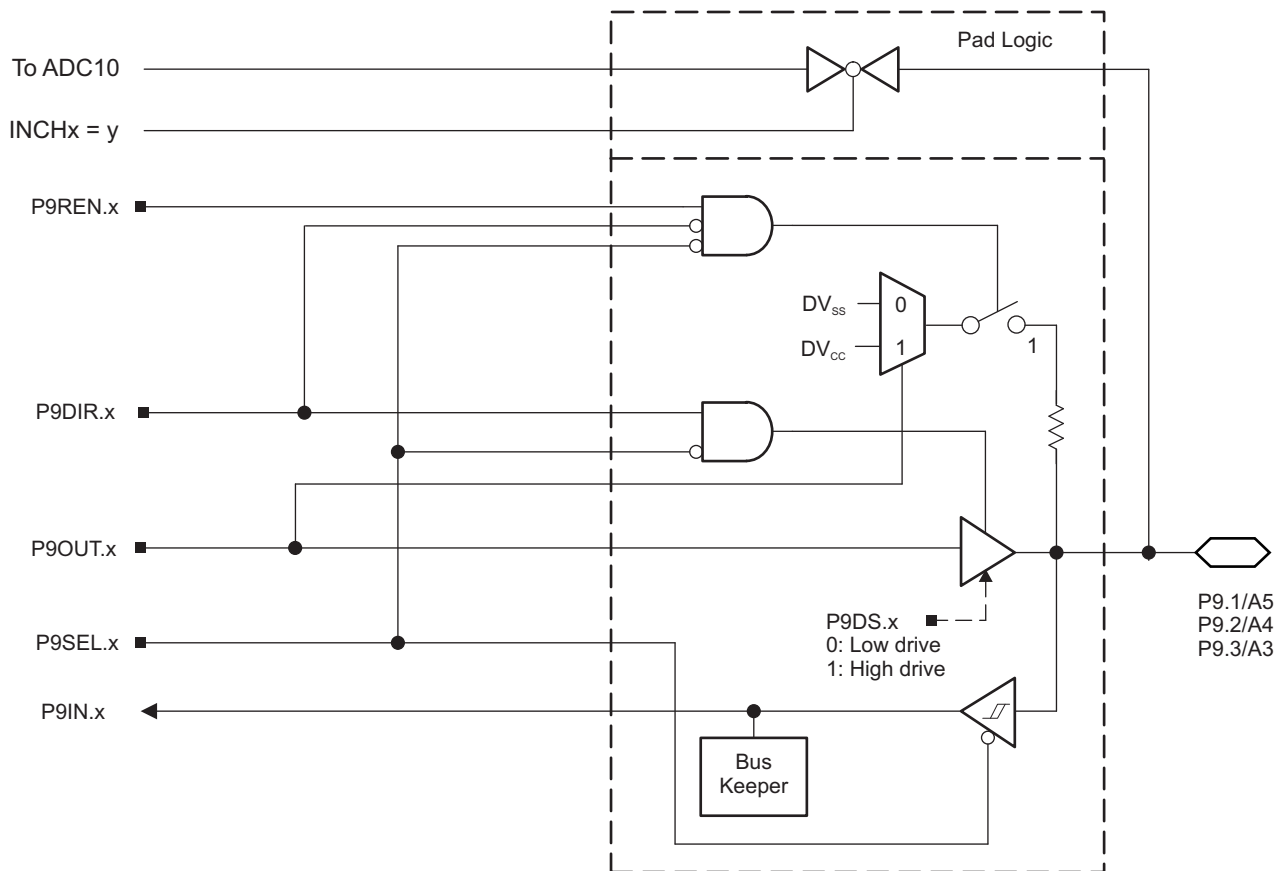 Pad Logic
To ADC10
INCHx = y
P9REN.x
DVSS
0
DVCC
1
1
P9DIR.x
P9OUT.x
P9DS.x
0: Low drive
1: High drive
P9.1/A5
P9.2/A4
P9.3/A3
P9SEL.x
P9IN.x
Bus
Keeper